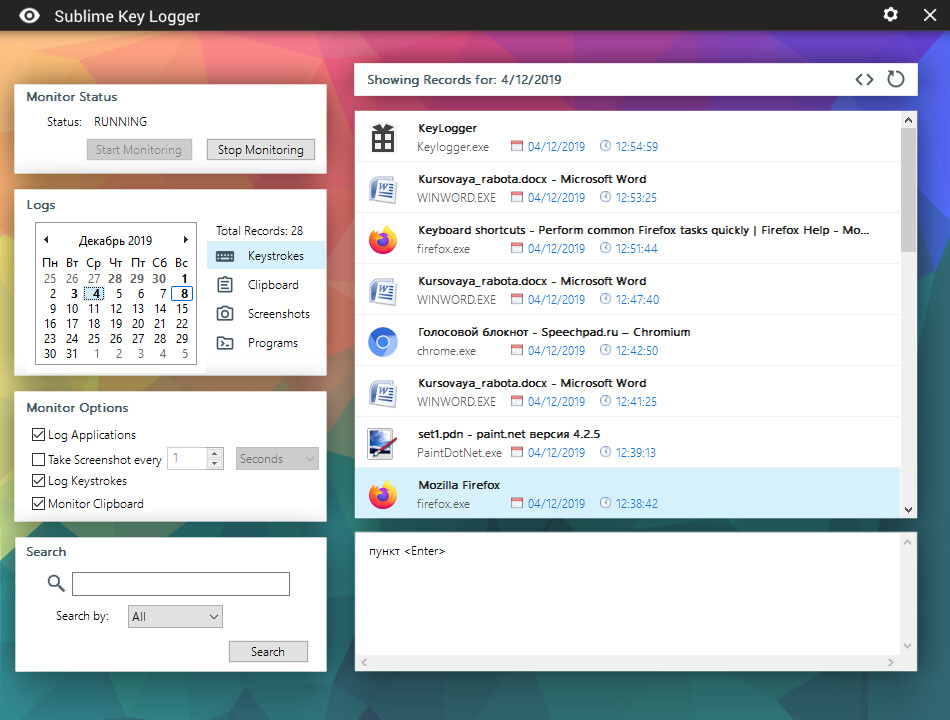 Sublime Key Logger
Monitor Status
Status: RUNNING
Start Monitoring
Stop Monitoring
Logs
Декабрь 2019
Пн Вт Ср Чт Пт Сб Вс
25 26 27 28 29 30 1
2 3 4 5 6 7 8
9 10 11 12 13 14 15
16 17 18 19 20 21 22
23 24 25 26 27 28 29
30 31 1 2 3 4 5
Total Records: 28
Keystrokes
Clipboard
Screenshots
Programs
Monitor Options
Log Applications
Take Screenshot every 1 Seconds
Log Keystrokes
Monitor Clipboard
Search
Search by: All
Search
Showing Records for: 4/12/2019
KeyLogger
Keylogger.exe 04/12/2019 12:54:59
Kursovaya_rabota.docx - Microsoft Word
WINWORD.EXE 04/12/2019 12:53:25
Keyboard shortcuts - Perform common Firefox tasks quickly | Firefox Help - Mo...
firefox.exe 04/12/2019 12:51:44
Kursovaya_rabota.docx - Microsoft Word
WINWORD.EXE 04/12/2019 12:47:40
Голосовой блокнот - Speechpad.ru – Chromium
chrome.exe 04/12/2019 12:42:50
Kursovaya_rabota.docx - Microsoft Word
WINWORD.EXE 04/12/2019 12:41:25
set1.pdn - paint.net версия 4.2.5
PaintDotNet.exe 04/12/2019 12:39:13
Mozilla Firefox
firefox.exe 04/12/2019 12:38:42
пункт <Enter>